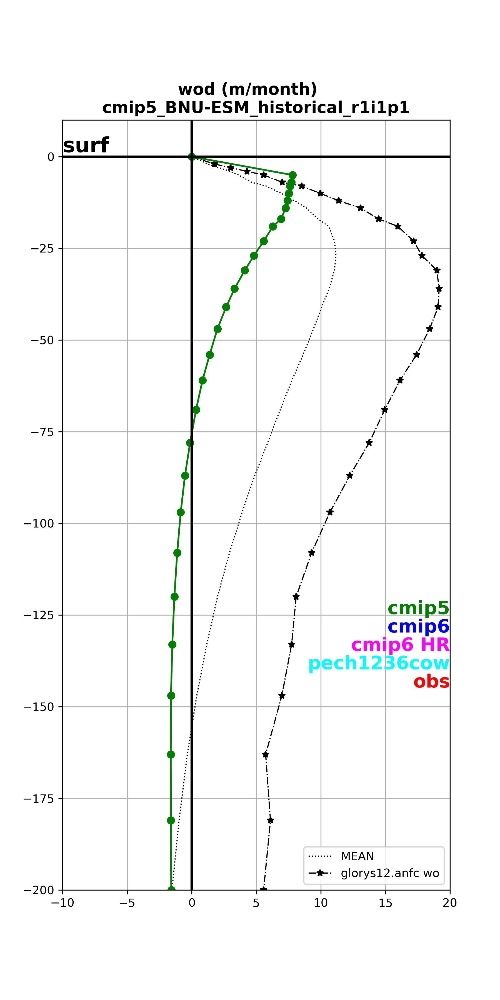 wod (m/month)
cmip5_BNU-ESM_historical_r1i1p1
surf
0
−25
−50
−75
−100
−125
−150
−175
−200
cmip5
cmip6
cmip6 HR
pech1236cow
obs
MEAN
glorys12.anfc wo
−10 −5 0 5 10 15 20